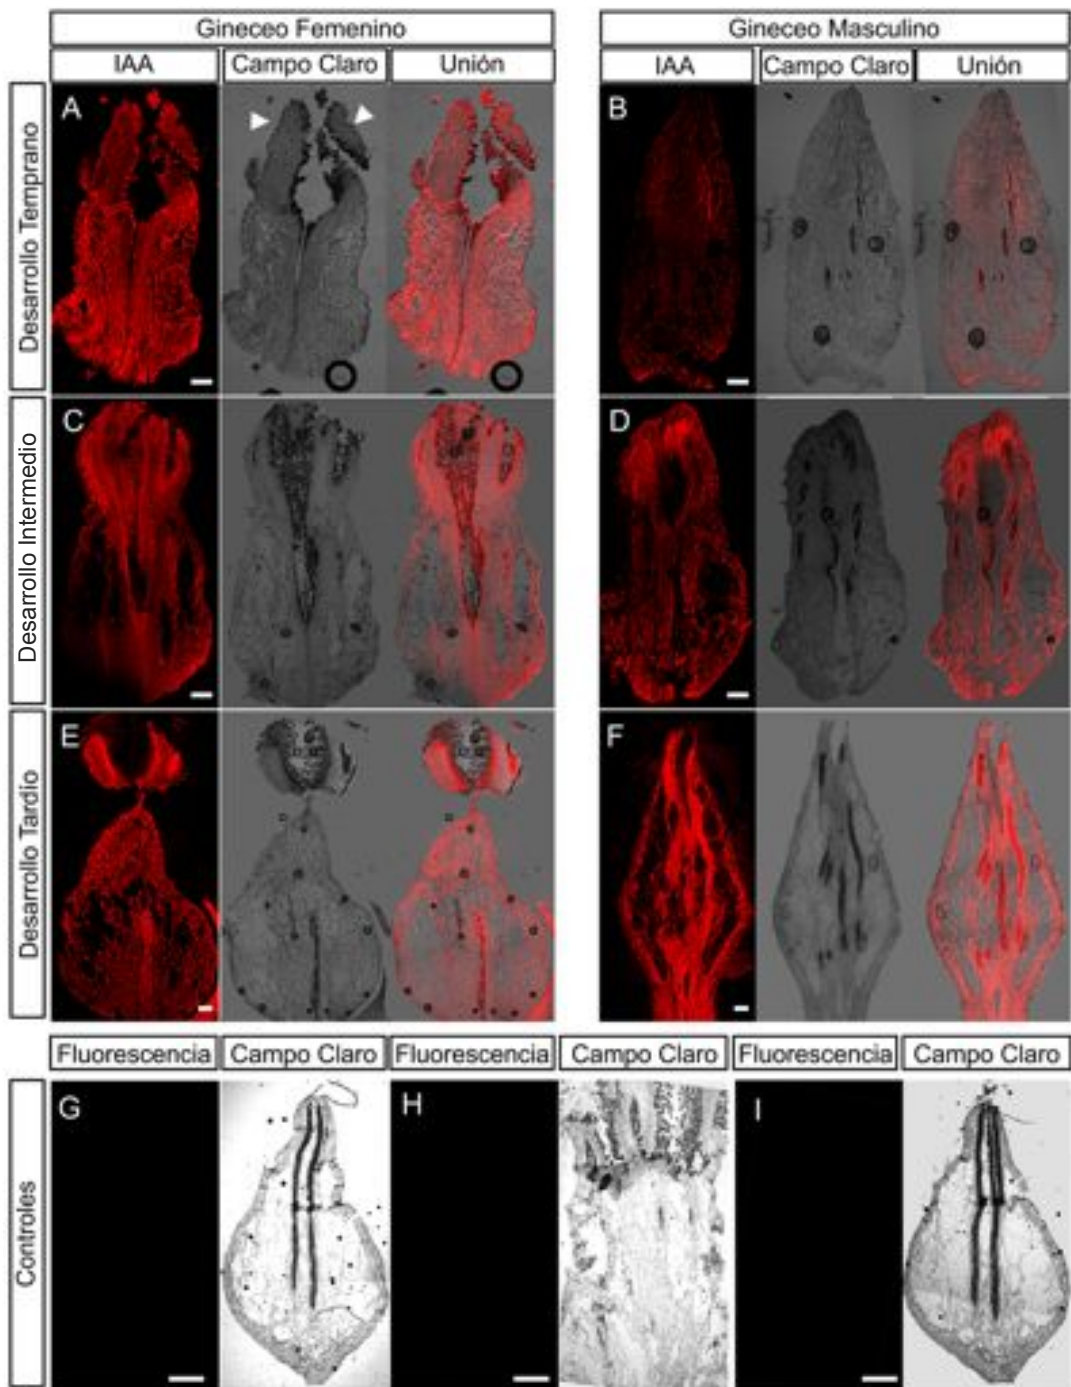 Gineceo Femenino
Gineceo Masculino
IAA
Campo Claro
Unión
IAA
Campo Claro
Unión
Desarrollo Temprano
A
B
Desarrollo Intermedio
C
D
Desarrollo Tardio
E
F
Fluorescencia
Campo Claro
Fluorescencia
Campo Claro
Fluorescencia
Campo Claro
Controles
G
H
I